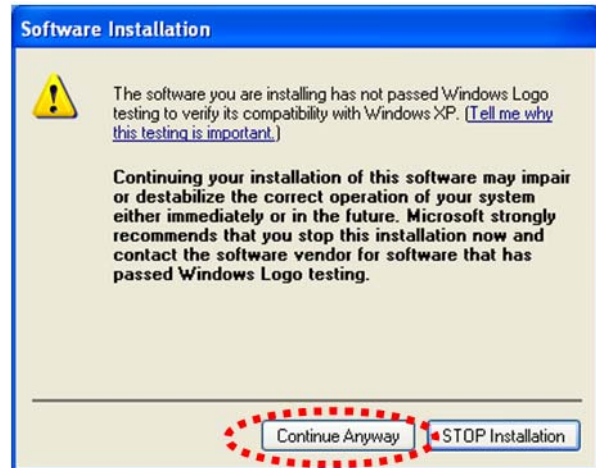 Software Installation
The software you are installing has not passed Windows Logo
testing to verify its compatibility with Windows XP. (Tell me why
this testing is important.)
Continuing your installation of this software may impair
or destabilize the correct operation of your system
either immediately or in the future. Microsoft strongly
recommends that you stop this installation now and
contact the software vendor for software that has
passed Windows Logo testing.
Continue Anyway STOP Installation